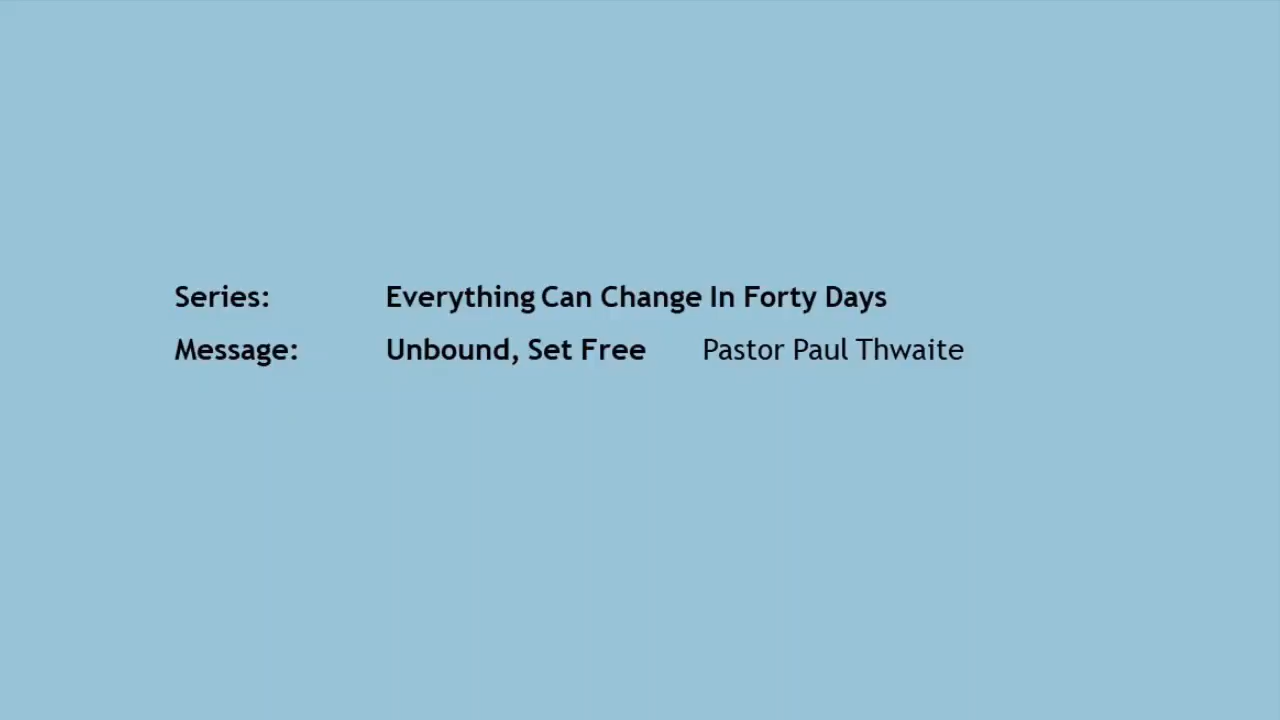 Series: Everything Can Change In Forty Days
Message: Unbound, Set Free Pastor Paul Thwaite